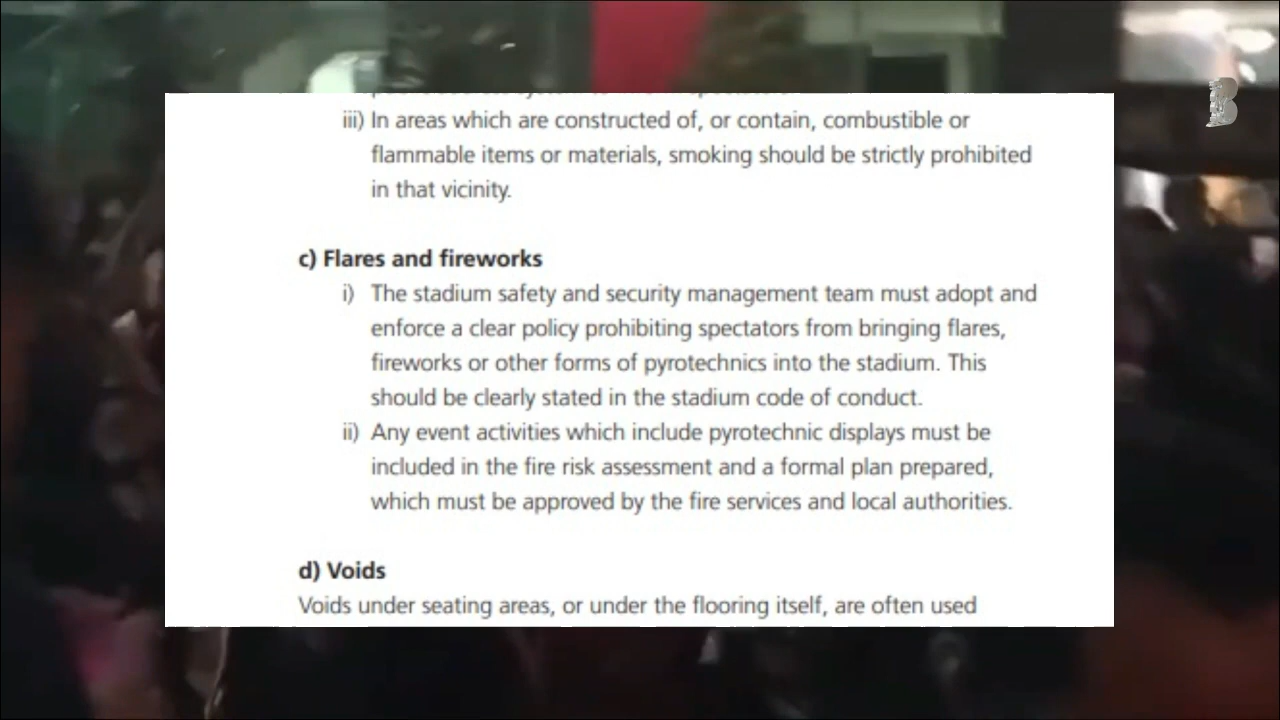 iii) In areas which are constructed of, or contain, combustible or
flammable items or materials, smoking should be strictly prohibited
in that vicinity.
c) Flares and fireworks
i) The stadium safety and security management team must adopt and
enforce a clear policy prohibiting spectators from bringing flares,
fireworks or other forms of pyrotechnics into the stadium. This
should be clearly stated in the stadium code of conduct.
ii) Any event activities which include pyrotechnic displays must be
included in the fire risk assessment and a formal plan prepared,
which must be approved by the fire services and local authorities.
d) Voids
Voids under seating areas, or under the flooring itself, are often used
B